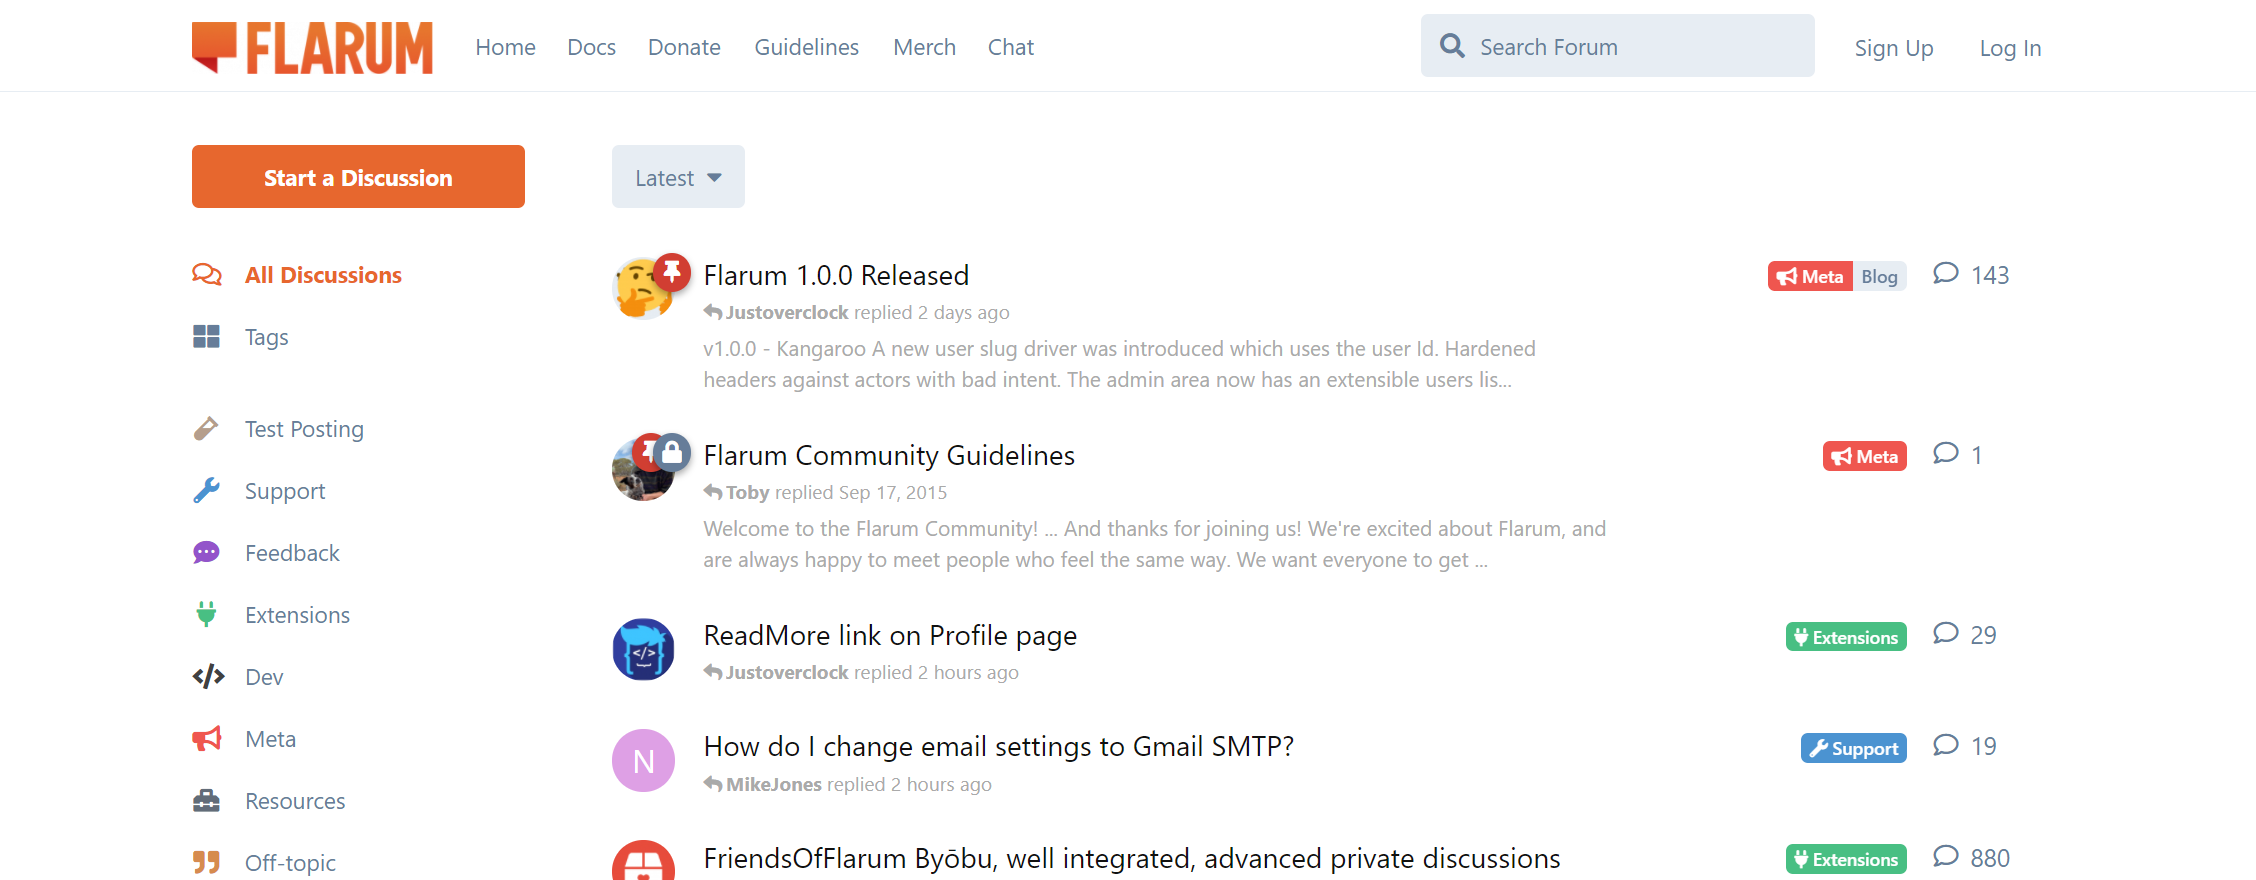 FLARUM Home Docs Donate Guidelines Merch Chat Search Forum Sign Up Log In
Start a Discussion
Latest
All Discussions
Tags
Test Posting
Support
Feedback
Extensions
Dev
Meta
Resources
Off-topic
Flarum 1.0.0 Released Meta Blog 143
Justoverclock replied 2 days ago
v1.0.0 - Kangaroo A new user slug driver was introduced which uses the user Id. Hardened
headers against actors with bad intent. The admin area now has an extensible users lis...
Flarum Community Guidelines Meta 1
Toby replied Sep 17, 2015
Welcome to the Flarum Community! ... And thanks for joining us! We're excited about Flarum, and
are always happy to meet people who feel the same way. We want everyone to get ...
ReadMore link on Profile page Extensions 29
Justoverclock replied 2 hours ago
N How do I change email settings to Gmail SMTP? Support 19
MikeJones replied 2 hours ago
FriendsOfFlarum Byōbu, well integrated, advanced private discussions Extensions 880